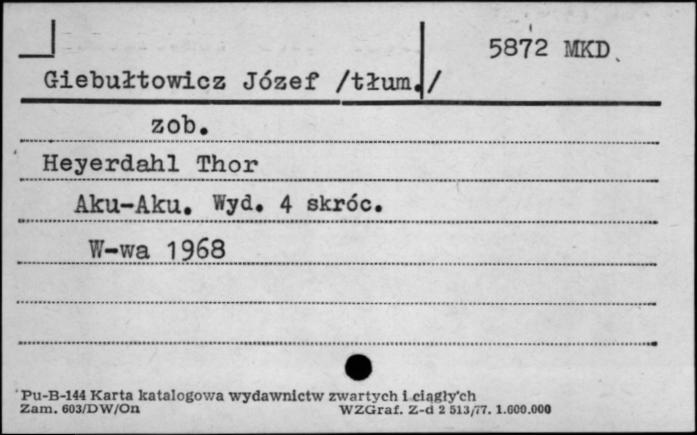 5872 MKD
Giebułtowicz Józef /tłum./
zob.
Heyerdahl Thor
Aku-Aku. Wyd. 4 skróc.
W-wa 1968
Pu-B-144 Karta katalogowa wydawnictw zwartych i ciągłych
Zam. 603/DW/On WZGraf. Z-d 2 513/77. 1.600.000